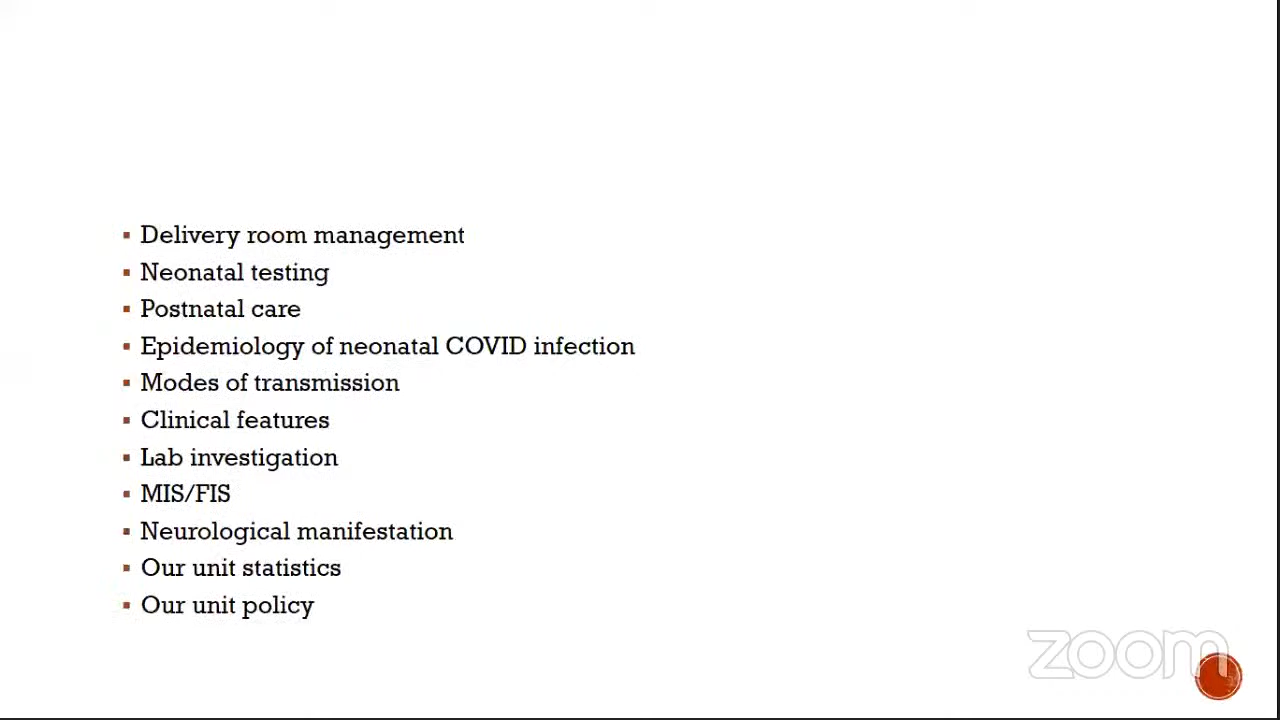 Delivery room management
Neonatal testing
Postnatal care
Epidemiology of neonatal COVID infection
Modes of transmission
Clinical features
Lab investigation
MIS/FIS
Neurological manifestation
Our unit statistics
Our unit policy
zoom